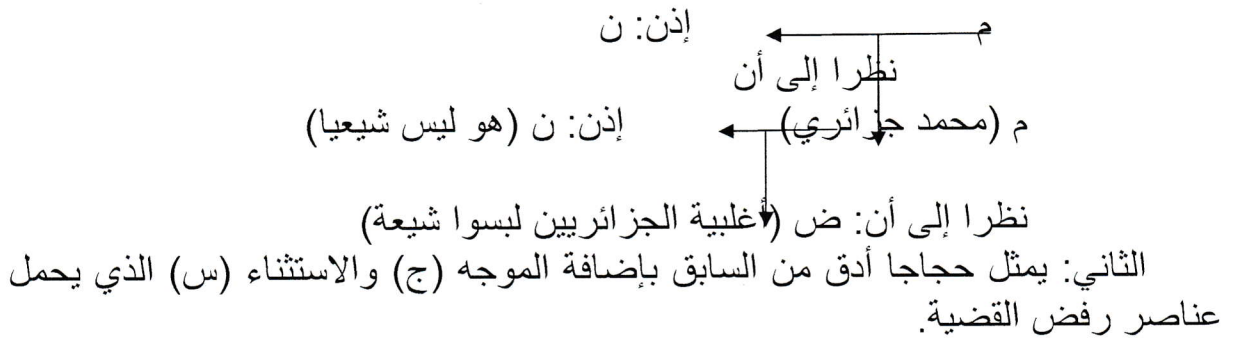 م إذن: ن
نظرا إلى أن
م (محمد جزائري) إذن: ن (هو ليس شيعيا)
نظرا إلى أن: ض (أغلبية الجزائريين لبسوا شيعة)
الثاني: يمثل حجاجا أدق من السابق بإضافة الموجه (ج) والاستثناء (س) الذي يحمل
عناصر رفض القضية.